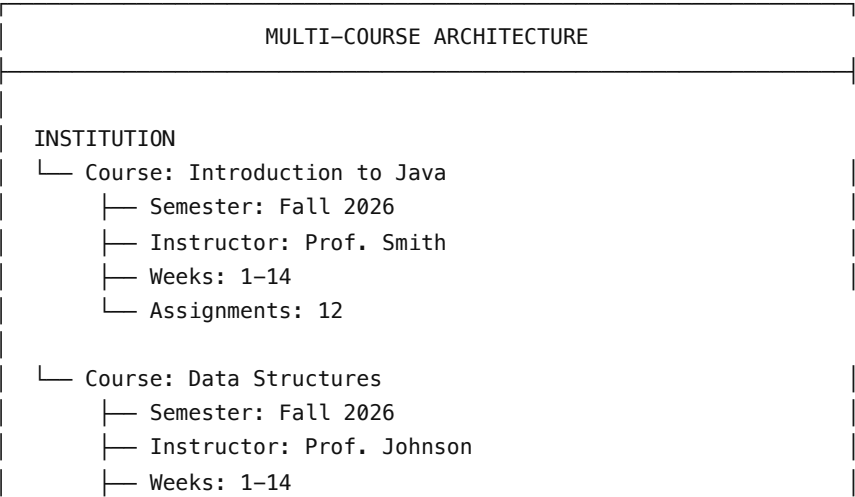 MULTI-COURSE ARCHITECTURE
INSTITUTION
└── Course: Introduction to Java
├── Semester: Fall 2026
├── Instructor: Prof. Smith
├── Weeks: 1-14
└── Assignments: 12
└── Course: Data Structures
├── Semester: Fall 2026
├── Instructor: Prof. Johnson
├── Weeks: 1-14